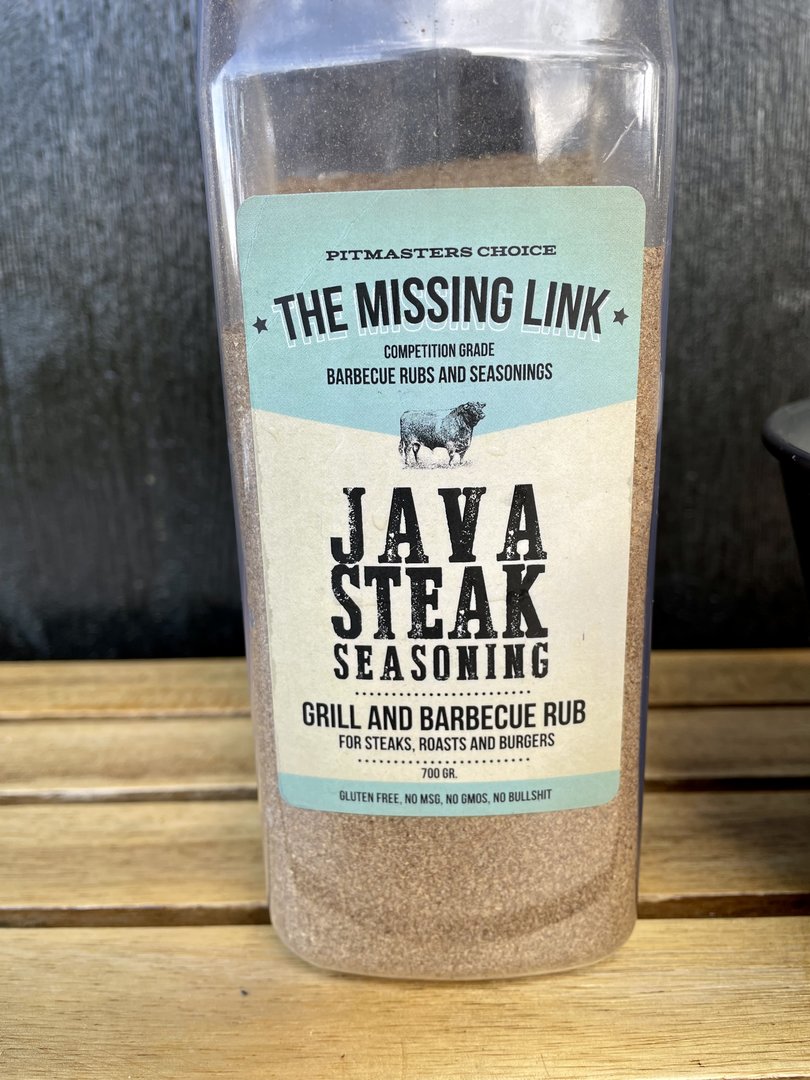 PITMASTERS CHOICE
THE MISSING LINK
COMPETITION GRADE
BARBECUE RUBS AND SEASONINGS
JAVA
STEAK
SEASONING
GRILL AND BARBECUE RUB
FOR STEAKS, ROASTS AND BURGERS
700 GR.
GLUTEN FREE, NO MSG, NO GMOS, NO BULLSHIT